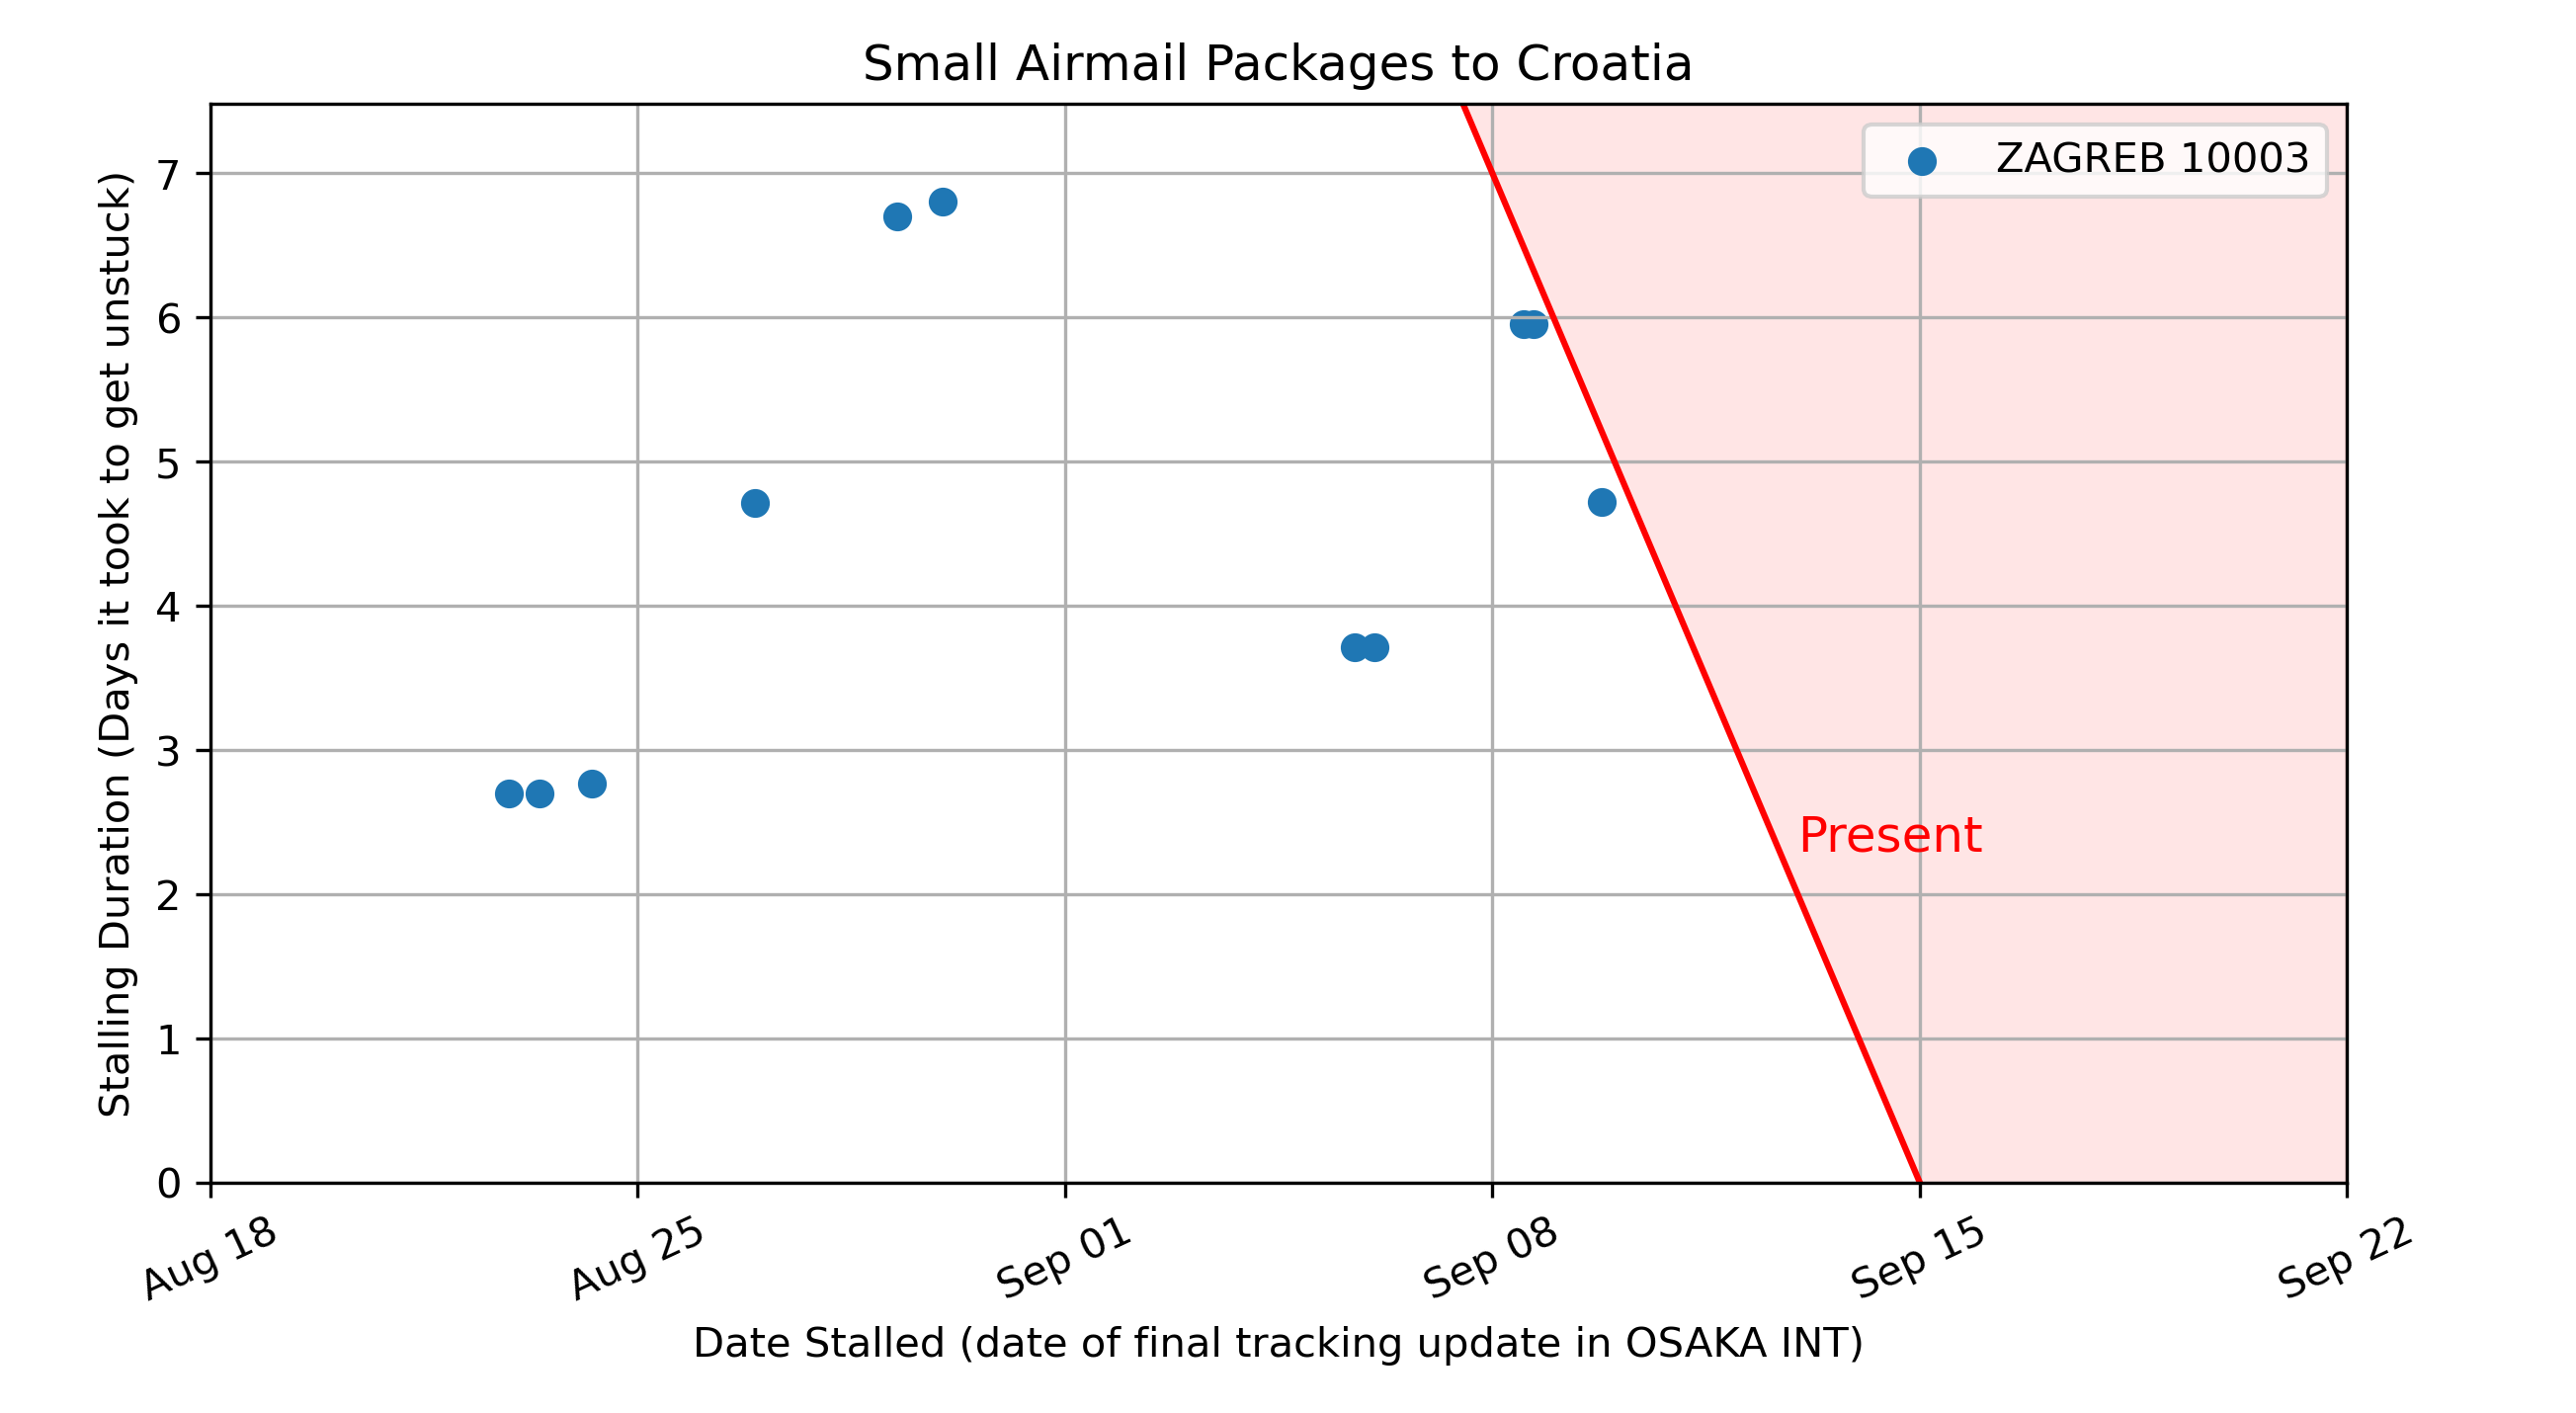 Small Airmail Packages to Croatia
ZAGREB 10003
Stalling Duration (Days it took to get unstuck)
7
6
5
4
3
2
1
0
Present
Aug 18
Aug 25
Sep 01
Sep 08
Sep 15
Sep 22
Date Stalled (date of final tracking update in OSAKA INT)